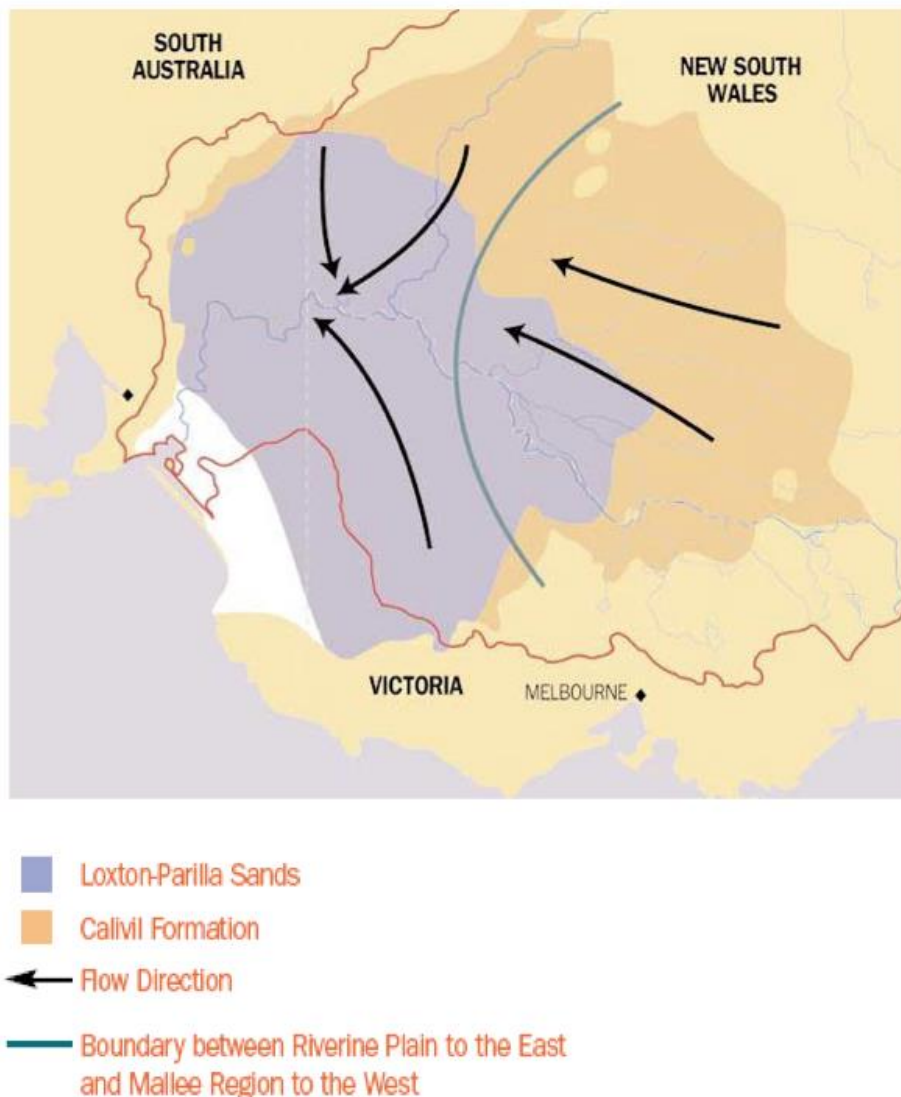 SOUTH
AUSTRALIA
NEW SOUTH
WALES
VICTORIA
MELBOURNE
Loxton-Parilla Sands
Calivil Formation
Flow Direction
Boundary between Riverine Plain to the East
and Mallee Region to the West